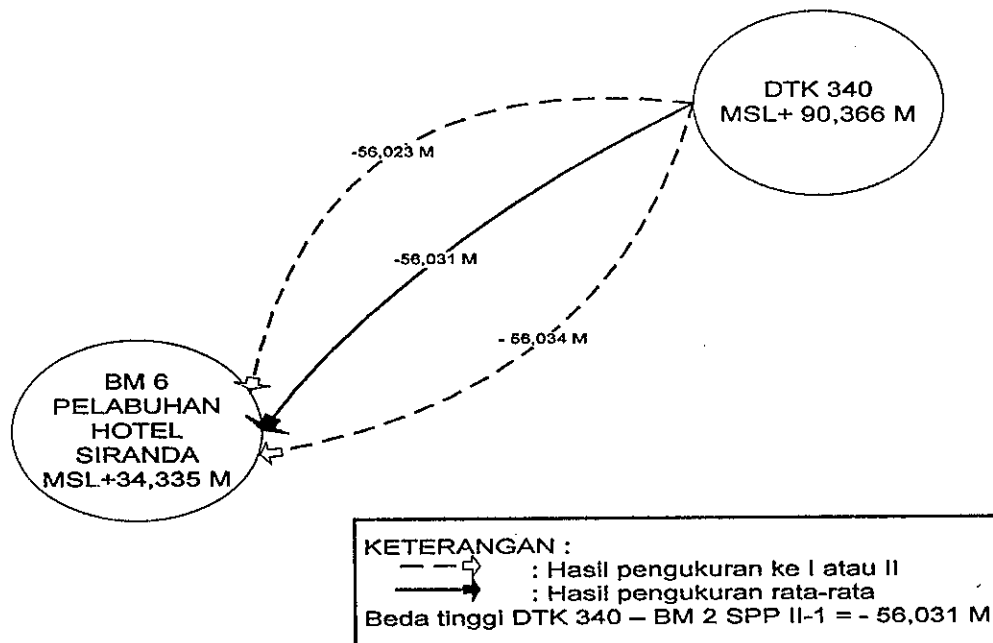 DTK 340
MSL+ 90,366 M
-56,023 M
-56,031 M
- 56,034 M
BM 6
PELABUHAN
HOTEL
SIRANDA
MSL+34,335 M
KETERANGAN :
: Hasil pengukuran ke I atau II
: Hasil pengukuran rata-rata
Beda tinggi DTK 340 – BM 2 SPP II-1 = - 56,031 M